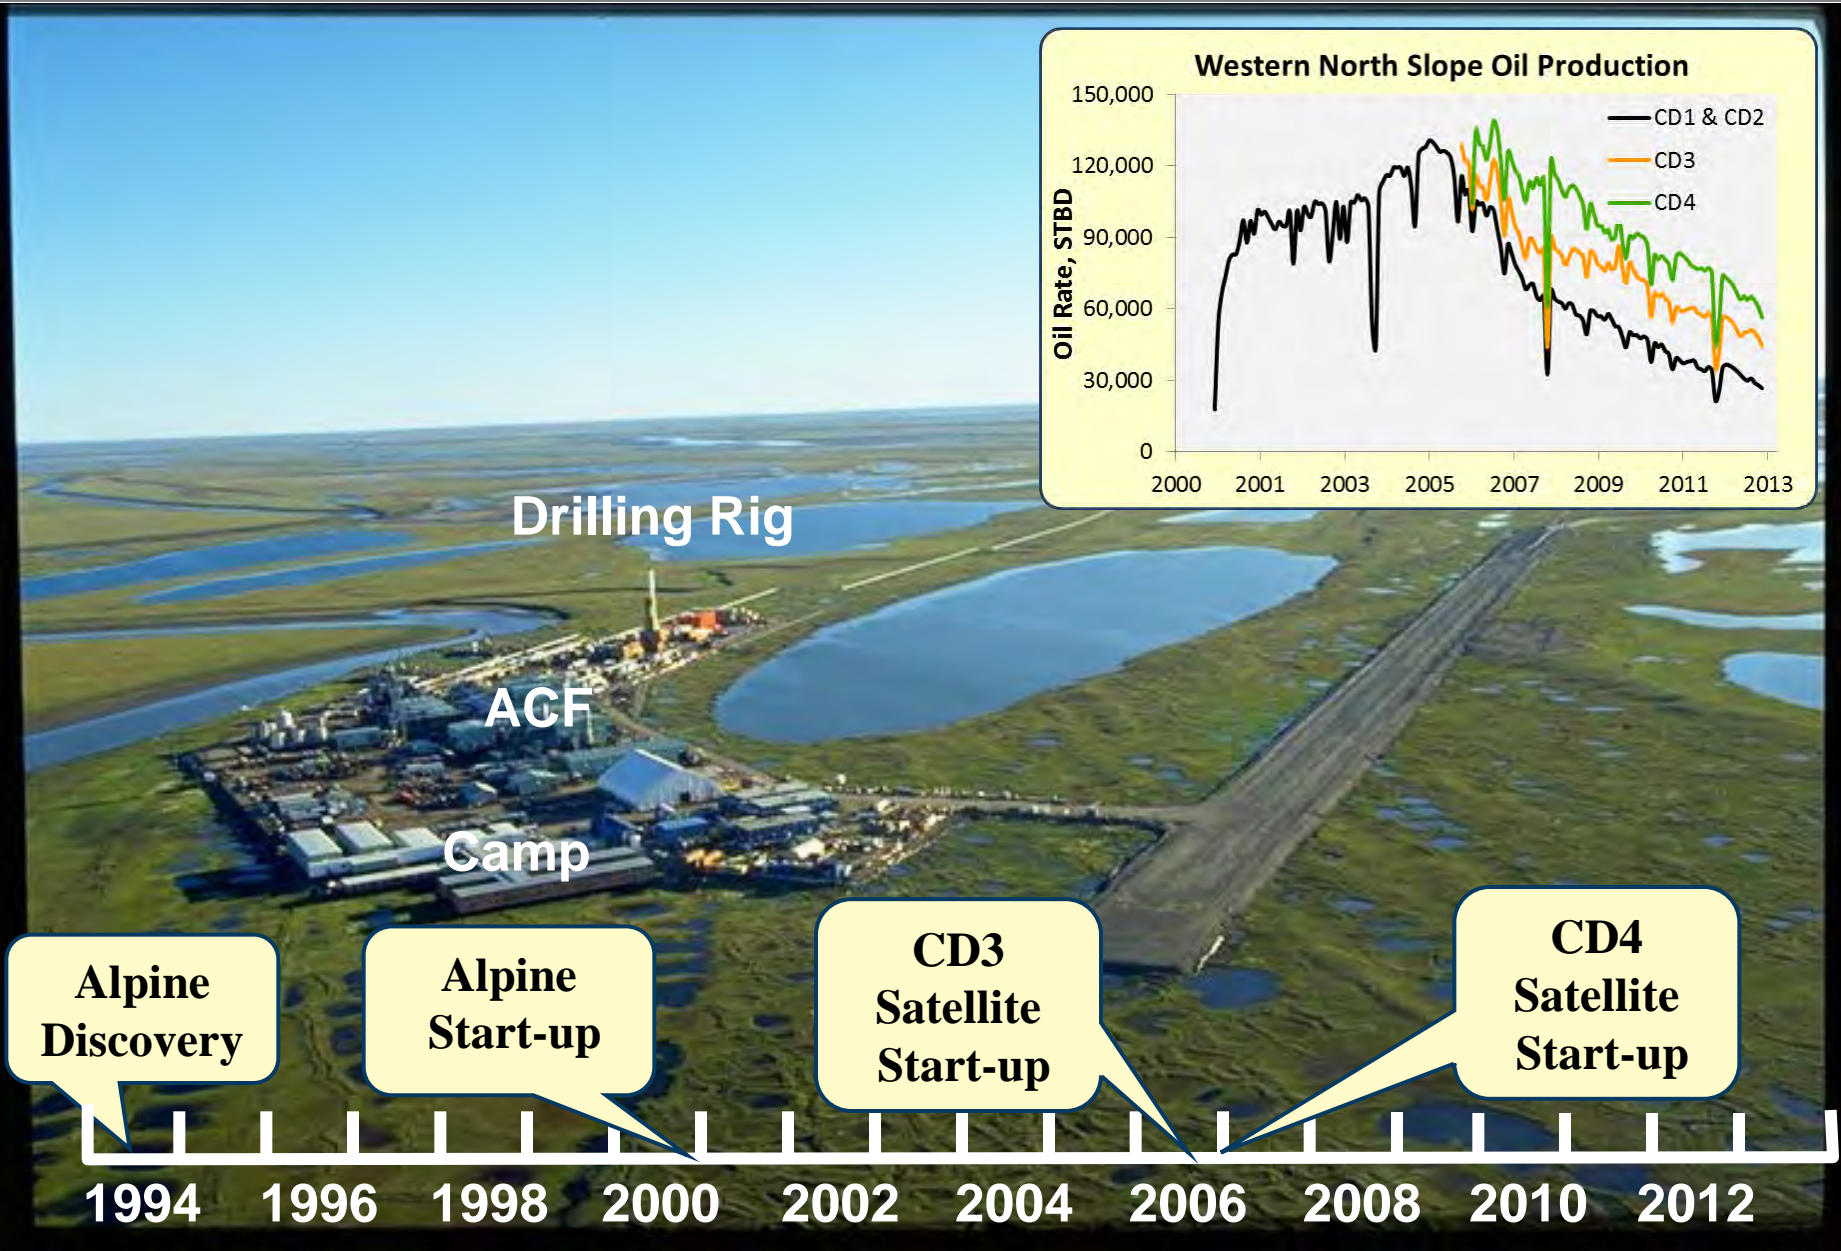 Western North Slope Oil Production
150,000
120,000
90,000
60,000
30,000
0
Oil Rate, STBD
CD1 & CD2
CD3
CD4
2000 2001 2003 2005 2007 2009 2011 2013
Drilling Rig
ACF
Camp
Alpine
Discovery
Alpine
Start-up
CD3
Satellite
Start-up
CD4
Satellite
Start-up
1994 1996 1998 2000 2002 2004 2006 2008 2010 2012